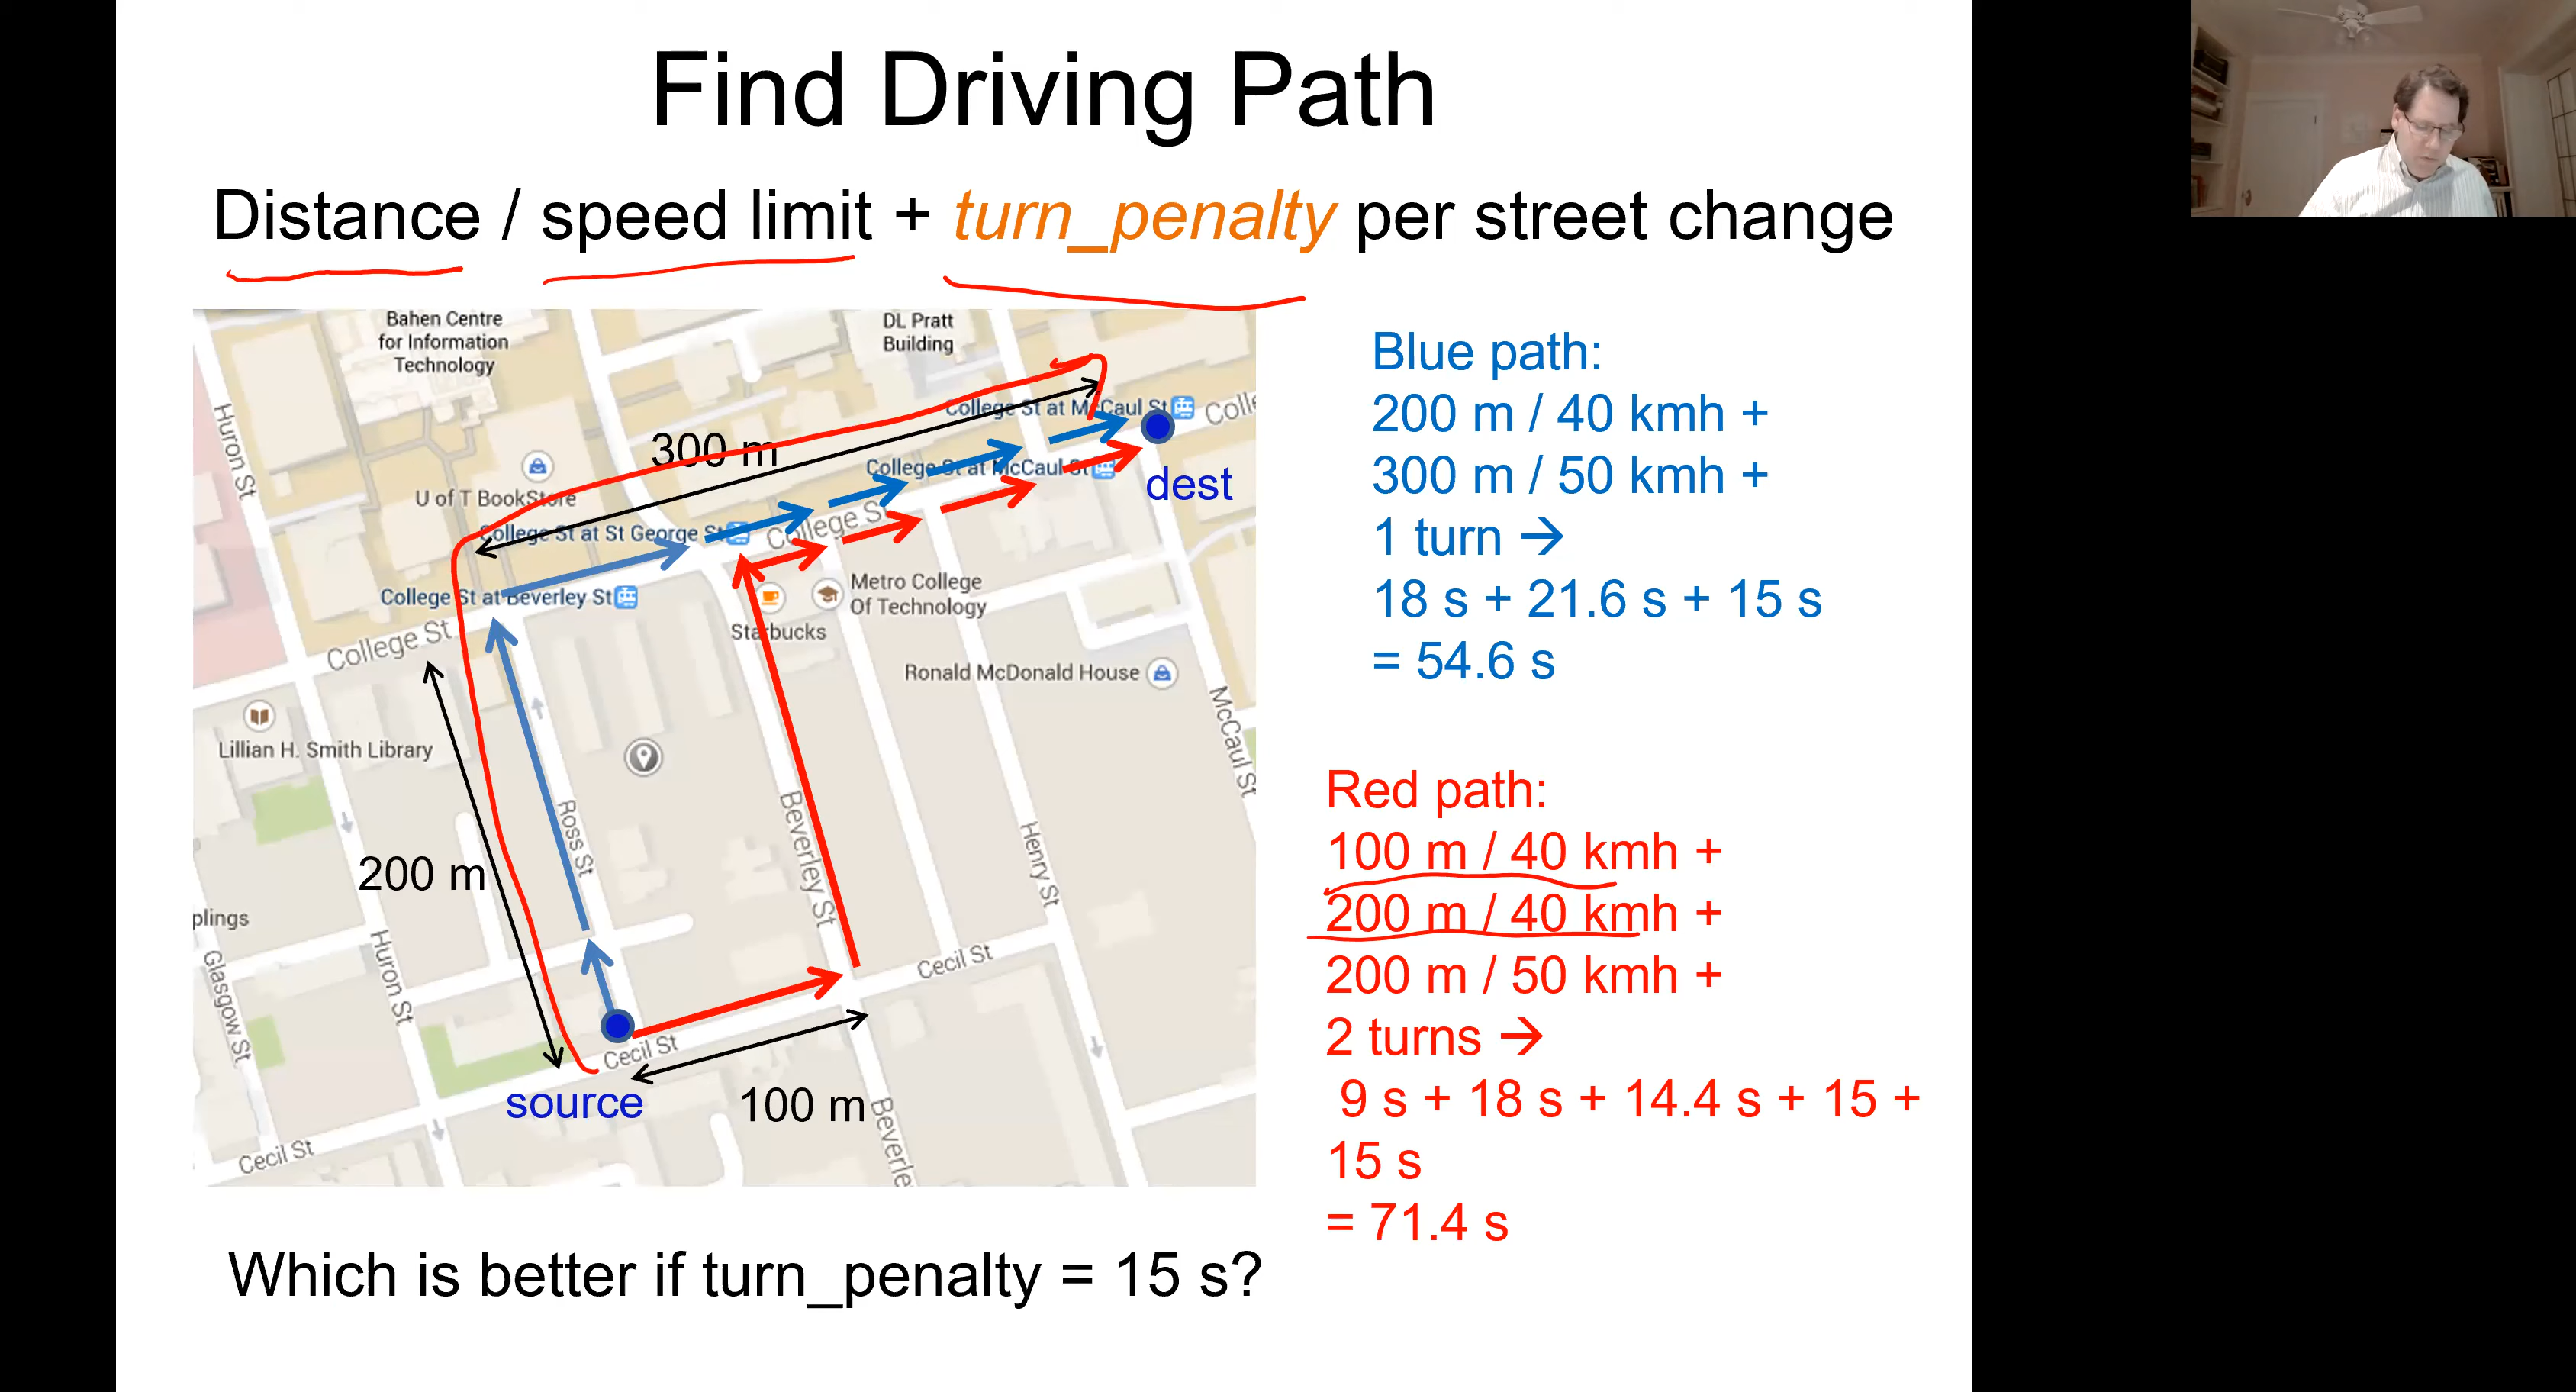 Find Driving Path
Distance / speed limit + turn_penalty per street change
Bahen Centre
for Information
Technology
DL Pratt
Building
Huron St
College St at McCaul St
Coll
300 m
College St at McCaul St
dest
U of T BookStore
College St at St George St
College St
College St at Beverley St
Metro College
Of Technology
Starbucks
College St
Ronald McDonald House
McCaul St
Lillian H. Smith Library
Ross St
Beverley St
Henry St
200 m
plings
Glasgow St
Huron St
Cecil St
Cecil St
source
100 m
Beverle
Cecil St
Blue path:
200 m / 40 kmh +
300 m / 50 kmh +
1 turn →
18 s + 21.6 s + 15 s
= 54.6 s
Red path:
100 m / 40 kmh +
200 m / 40 kmh +
200 m / 50 kmh +
2 turns →
9 s + 18 s + 14.4 s + 15 +
15 s
= 71.4 s
Which is better if turn_penalty = 15 s?